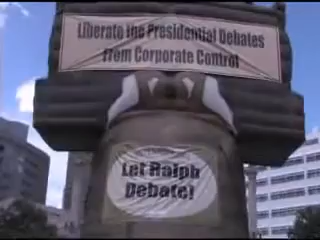 Liberate the Presidential Debates
From Corporate Control
Let Ralph
Debate!